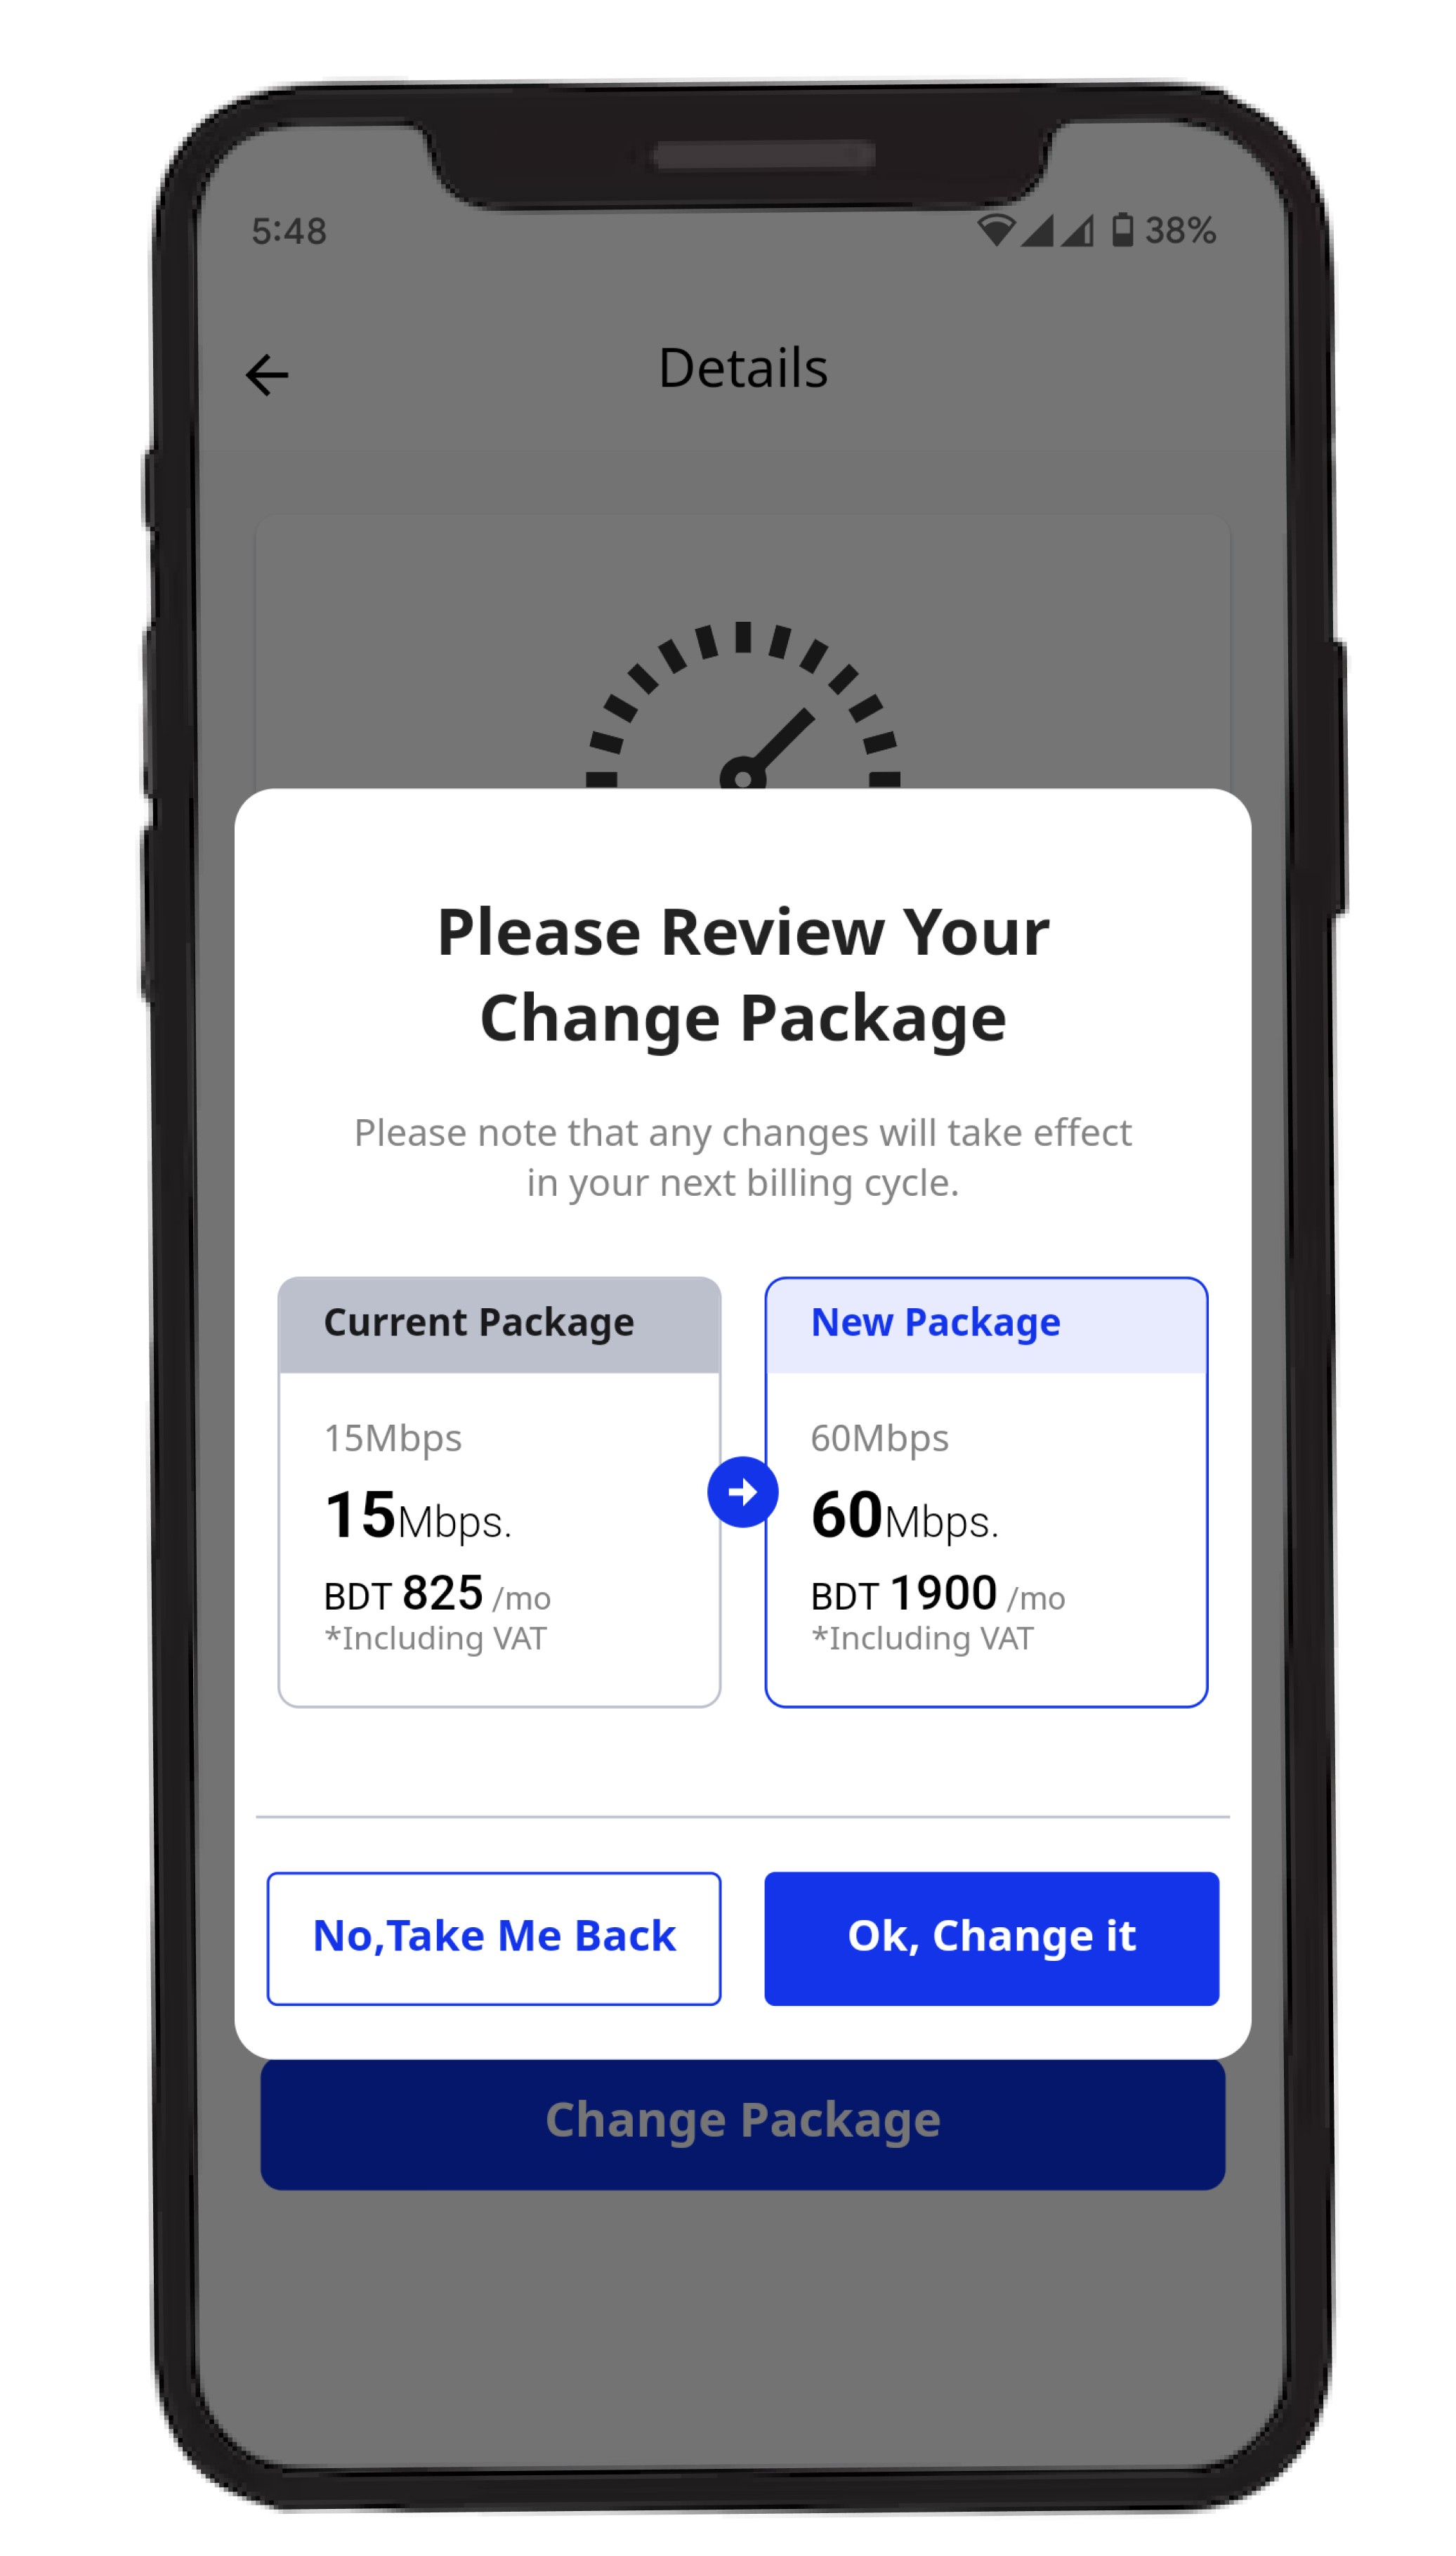 5:48
38%
Details
Please Review Your
Change Package
Please note that any changes will take effect
in your next billing cycle.
Current Package
15Mbps
15Mbps.
BDT 825 /mo
*Including VAT
New Package
60Mbps
60Mbps.
BDT 1900 /mo
*Including VAT
No,Take Me Back
Ok, Change it
Change Package